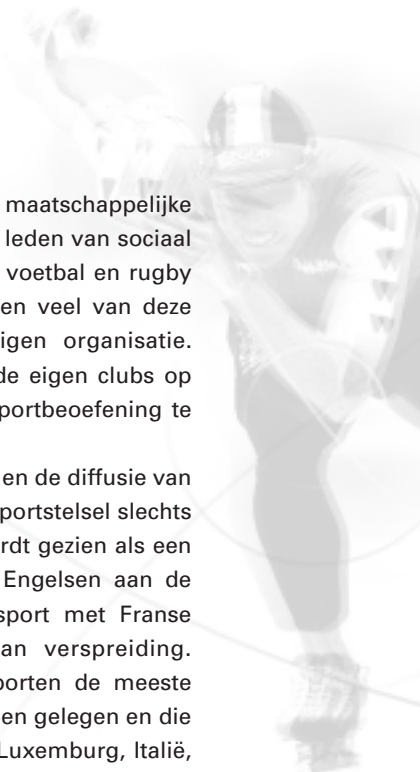 maatschappelijke
leden van sociaal
voetbal en rugby
en veel van deze
igen organisatie.
de eigen clubs op
portbeoefening te
en de diffusie van
portstelsel slechts
rdt gezien als een
Engelsen aan de
sport met Franse
an verspreiding.
porten de meeste
en gelegen en die
Luxemburg, Italië,